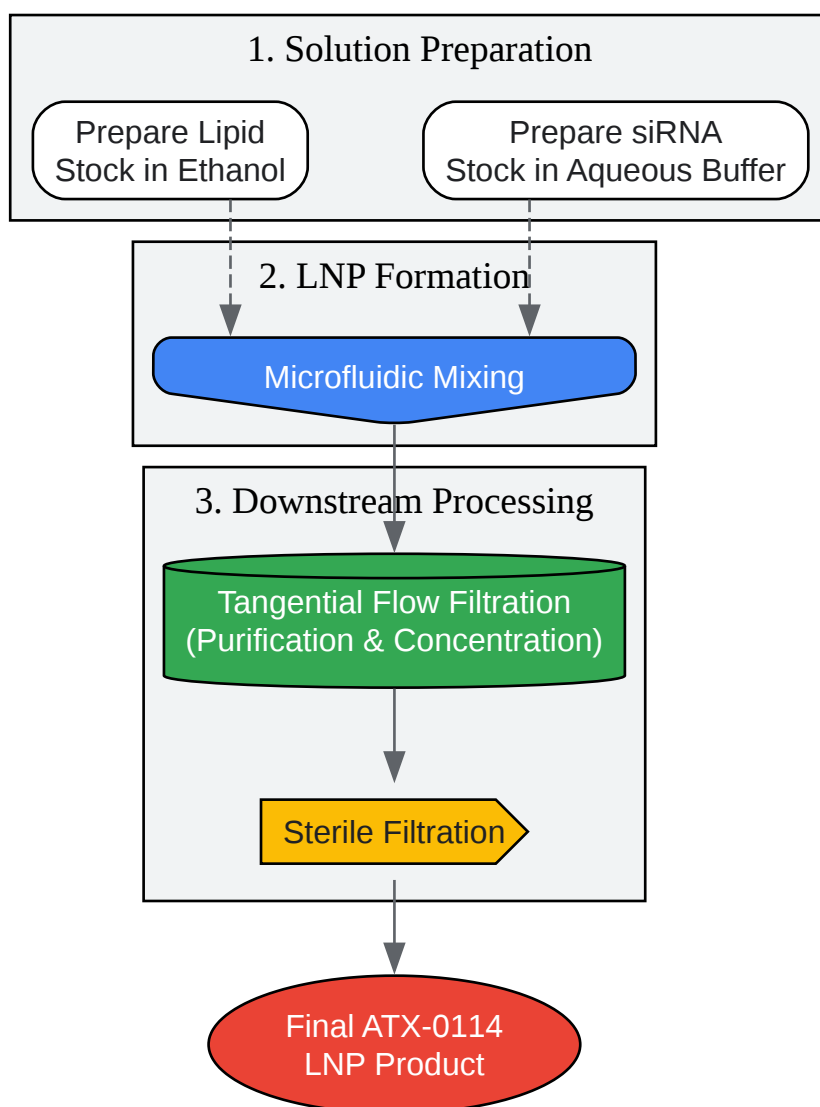 1. Solution Preparation
Prepare Lipid
Stock in Ethanol
Prepare siRNA
Stock in Aqueous Buffer
2. LNP Formation
Microfluidic Mixing
3. Downstream Processing
Tangential Flow Filtration
(Purification & Concentration)
Sterile Filtration
Final ATX-0114
LNP Product